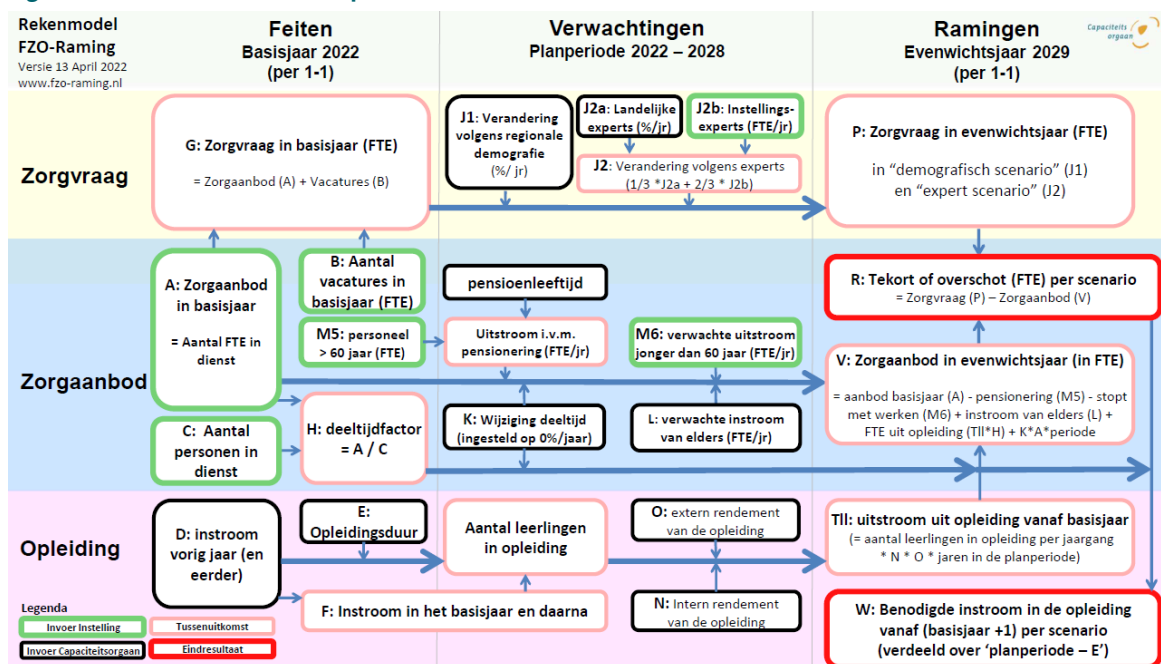 Rekenmodel
FZO-Raming
Versie 13 April 2022
www.fzo-raming.nl
Feiten
Basisjaar 2022
(per 1-1)
Verwachtingen
Planperiode 2022 – 2028
Ramingen
Evenwichtsjaar 2029
(per 1-1)
Capaciteits
orgaan
Zorgvraag
G: Zorgvraag in basisjaar (FTE)
= Zorgaanbod (A) + Vacatures (B)
J1: Verandering
volgens regionale
demografie
(%/ jr)
J2a: Landelijke
experts (%/jr)
J2b: Instellings-
experts (FTE/jr)
J2: Verandering volgens experts
(1/3 *J2a + 2/3 * J2b)
P: Zorgvraag in evenwichtsjaar (FTE)
in “demografisch scenario” (J1)
en “expert scenario” (J2)
Zorgaanbod
A: Zorgaanbod
in basisjaar
= Aantal FTE in
dienst
B: Aantal
vacatures in
basisjaar (FTE)
M5: personeel
> 60 jaar (FTE)
C: Aantal
personen in
dienst
H: deeltijdfactor
= A / C
pensioenleeftijd
Uitstroom i.v.m.
pensionering (FTE/jr)
M6: verwachte uitstroom
jonger dan 60 jaar (FTE/jr)
K: Wijziging deeltijd
(ingesteld op 0%/jaar)
L: verwachte instroom
van elders (FTE/jr)
R: Tekort of overschot (FTE) per scenario
= Zorgvraag (P) – Zorgaanbod (V)
V: Zorgaanbod in evenwichtsjaar (in FTE)
= aanbod basisjaar (A) - pensionering (M5) - stopt
met werken (M6) + instroom van elders (L) +
FTE uit opleiding (Tll*H) + K*A*periode
Opleiding
D: instroom
vorig jaar (en
eerder)
E:
Opleidingsduur
F: Instroom in het basisjaar en daarna
Aantal leerlingen
in opleiding
O: extern rendement
van de opleiding
N: Intern rendement
van de opleiding
Tll: uitstroom uit opleiding vanaf basisjaar
(= aantal leerlingen in opleiding per jaargang
* N * O * jaren in de planperiode)
W: Benodigde instroom in de opleiding
vanaf (basisjaar +1) per scenario
(verdeeld over ‘planperiode – E’)
Legenda
Invoer Instelling
Tussenuitkomst
Invoer Capaciteitsorgaan
Eindresultaat